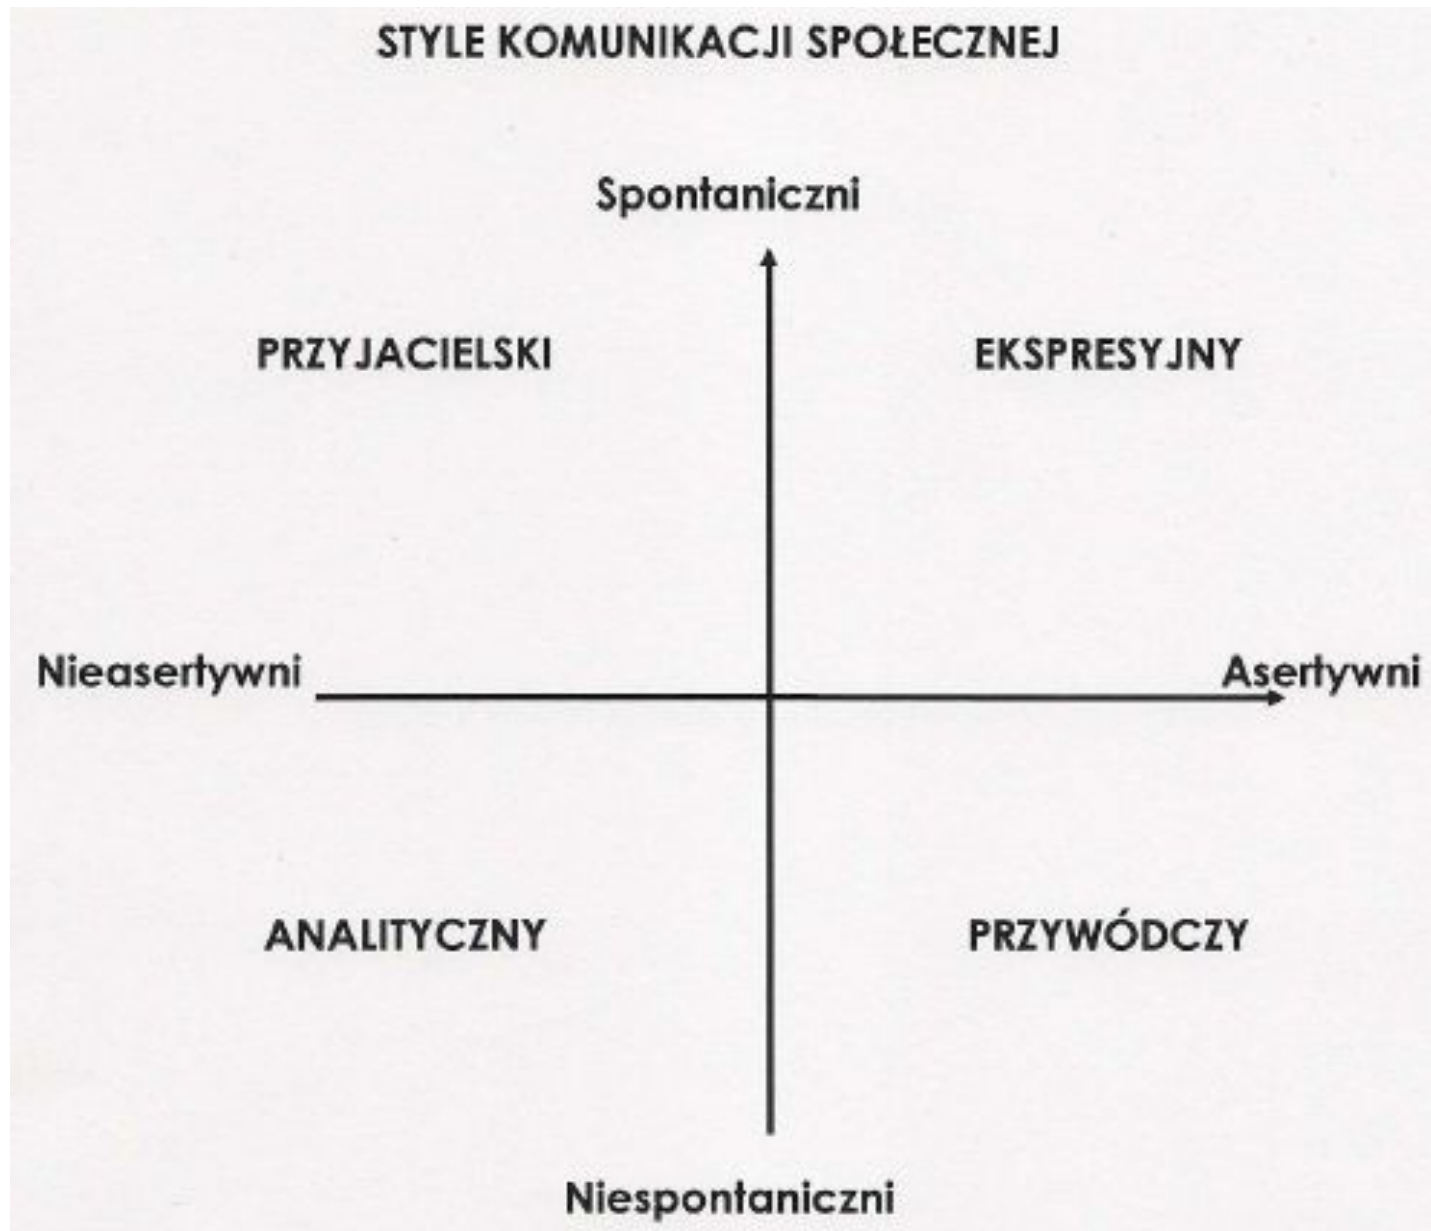 STYLE KOMUNIKACJI SPOŁECZNEJ
Spontaniczni
PRZYJACIELSKI EKSPRESYJNY
Nieasertywni Asertywni
ANALITYCZNY PRZYWÓDCZY
Niespontaniczni